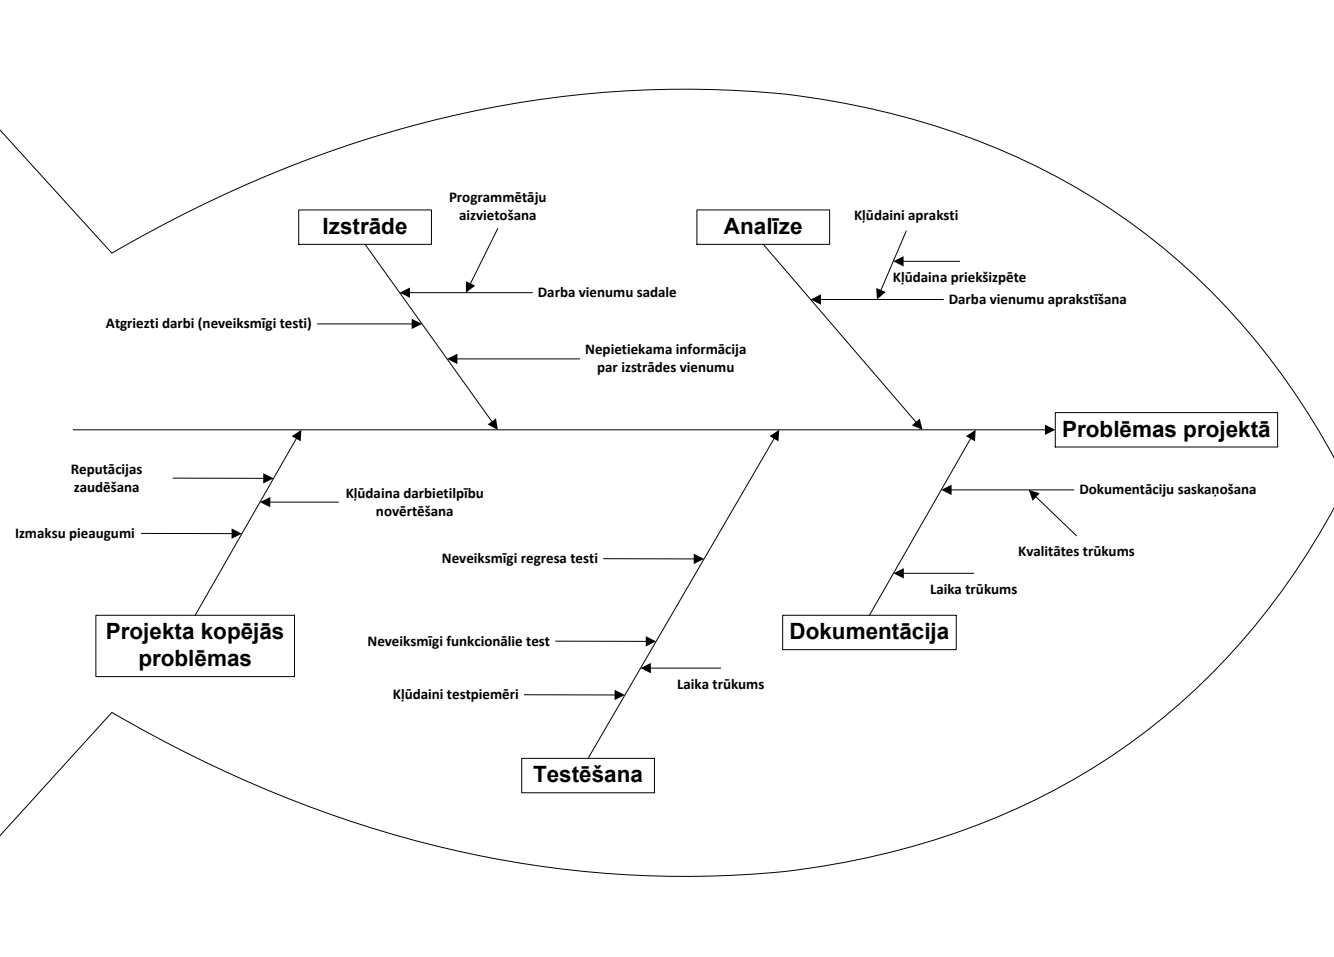 Programmētāju
aizvietošana
Izstrāde
Analīze
Kļūdaini apraksti
Kļūdaina priekšizpēte
Darba vienumu sadale
Darba vienumu aprakstīšana
Atgriezti darbi (neveiksmīgi testi)
Nepietiekama informācija
par izstrādes vienumu
Problēmas projektā
Reputācijas
zaudēšana
Kļūdaina darbietilpību
novērtēšana
Dokumentāciju saskaņošana
Izmaksu pieaugumi
Kvalitātes trūkums
Neveiksmīgi regresa testi
Laika trūkums
Projekta kopējās
problēmas
Dokumentācija
Neveiksmīgi funkcionālie test
Laika trūkums
Kļūdaini testpiemēri
Testēšana